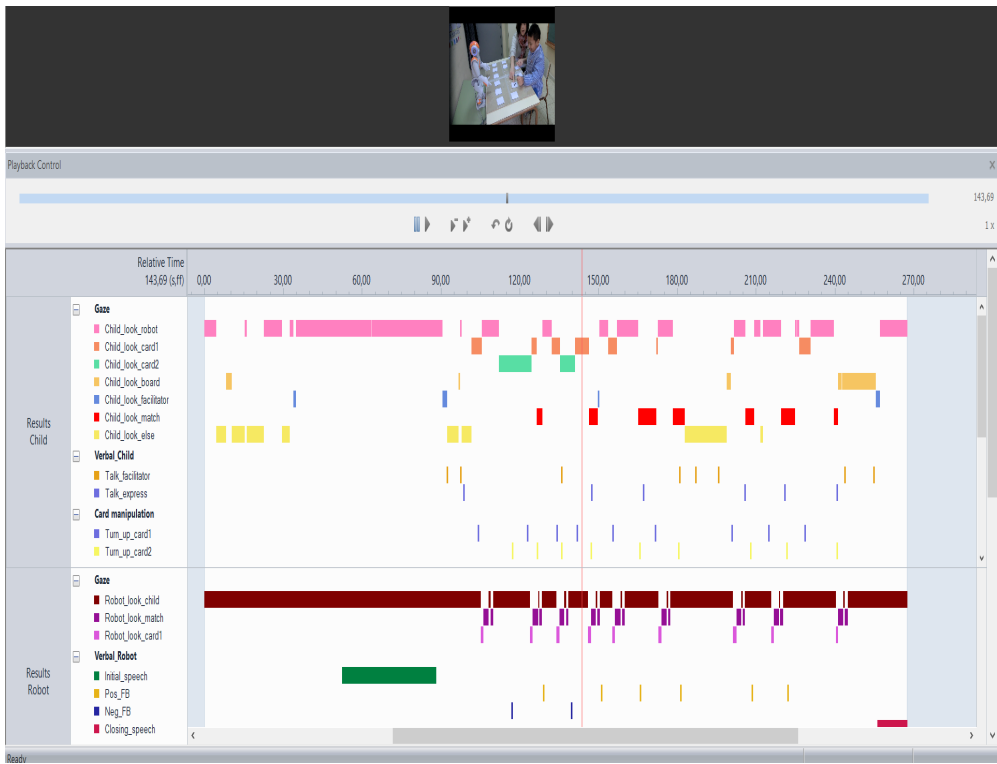 Playback Control
x
143,69
1 x
Relative Time
143,69 (s,ff)
0,00 30,00 60,00 90,00 120,00 150,00 180,00 210,00 240,00 270,00
Results
Child
Gaze
Child_look_robot
Child_look_card1
Child_look_card2
Child_look_board
Child_look_facilitator
Child_look_match
Child_look_else
Verbal_Child
Talk_facilitator
Talk_express
Card manipulation
Turn_up_card1
Turn_up_card2
Results
Robot
Gaze
Robot_look_child
Robot_look_match
Robot_look_card1
Verbal_Robot
Initial_speech
Pos_FB
Neg_FB
Closing_speech
Ready